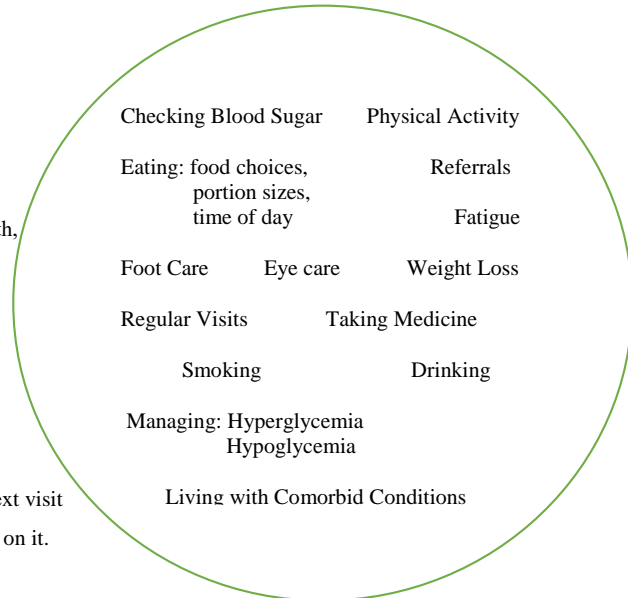 Checking Blood Sugar Physical Activity
Eating: food choices, Referrals
portion sizes,
time of day Fatigue
Foot Care Eye care Weight Loss
Regular Visits Taking Medicine
Smoking Drinking
Managing: Hyperglycemia
Hypoglycemia
visit
Living with Comorbid Conditions
on it.